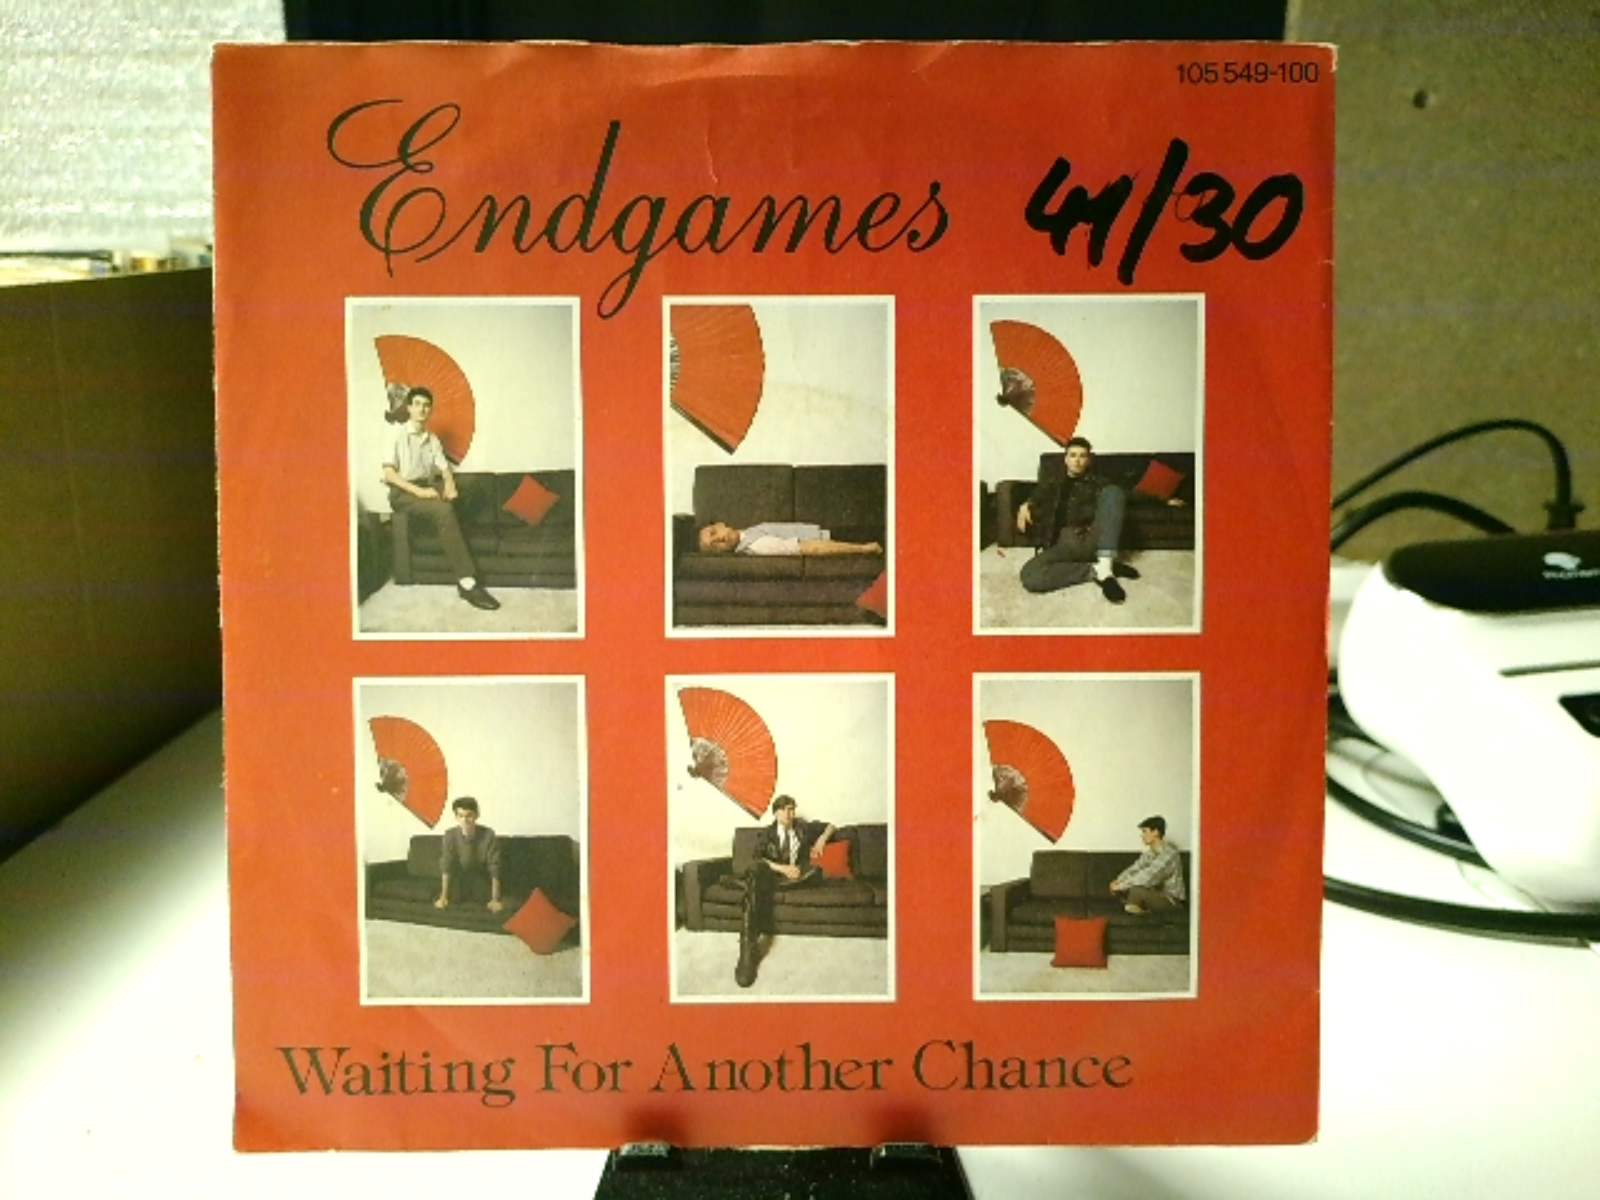 105 549-100
Endgames
41/30
Waiting For Another Chance